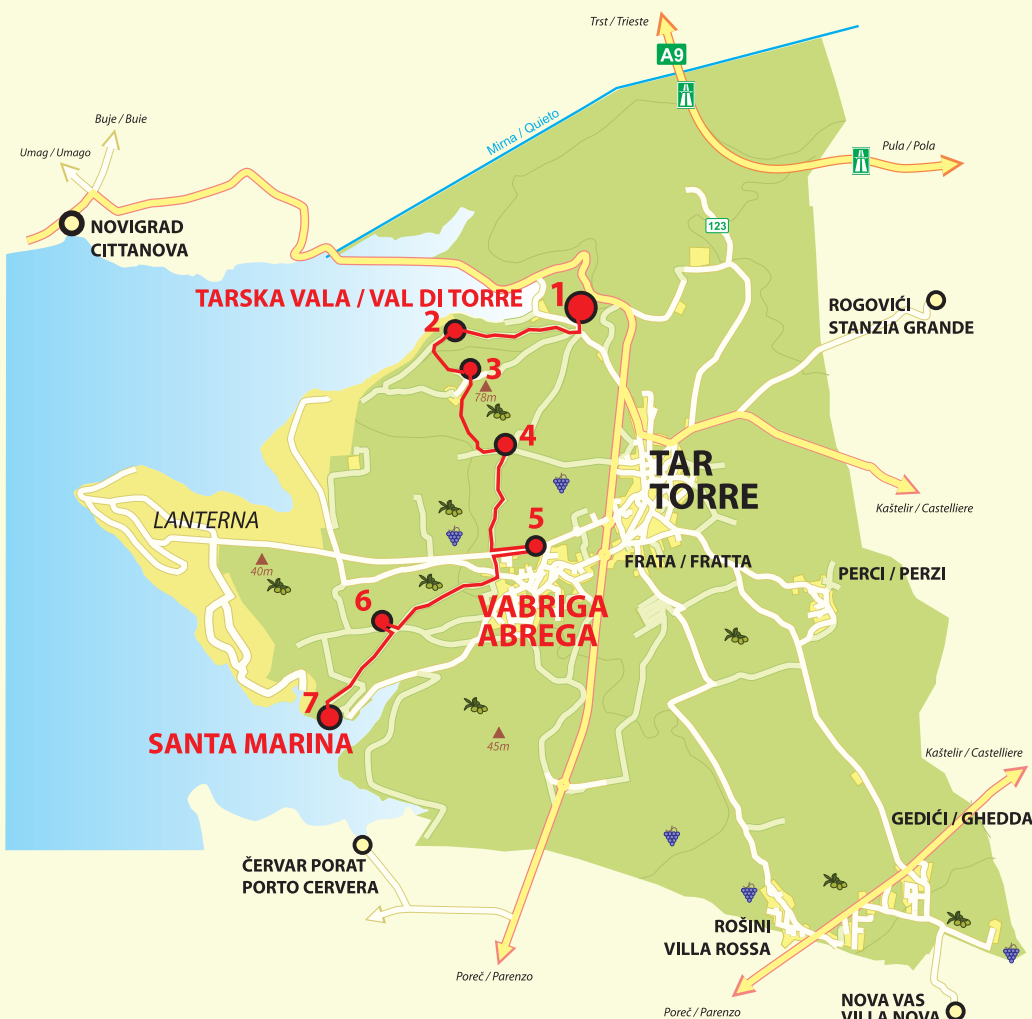 Trst / Trieste
A9
Buje / Buie
Umag / Umago
Mirna / Quieto
Pula / Pola
NOVIGRAD
CITTANOVA
123
TARSKA VALA / VAL DI TORRE
1
2
3
78m
4
ROGOVIĆI
STANZIA GRANDE
TAR
TORRE
Kaštelir / Castelliere
LANTERNA
40m
5
FRATA / FRATTA
PERCI / PERZI
6
VABRIGA
ABREGA
7
SANTA MARINA
45m
Kaštelir / Castelliere
GEDIĆI / GHEDDA
ČERVAR PORAT
PORTO CERVERA
ROŠINI
VILLA ROSSA
Poreč / Parenzo
Poreč / Parenzo
NOVA VAS
VILLA NOVA